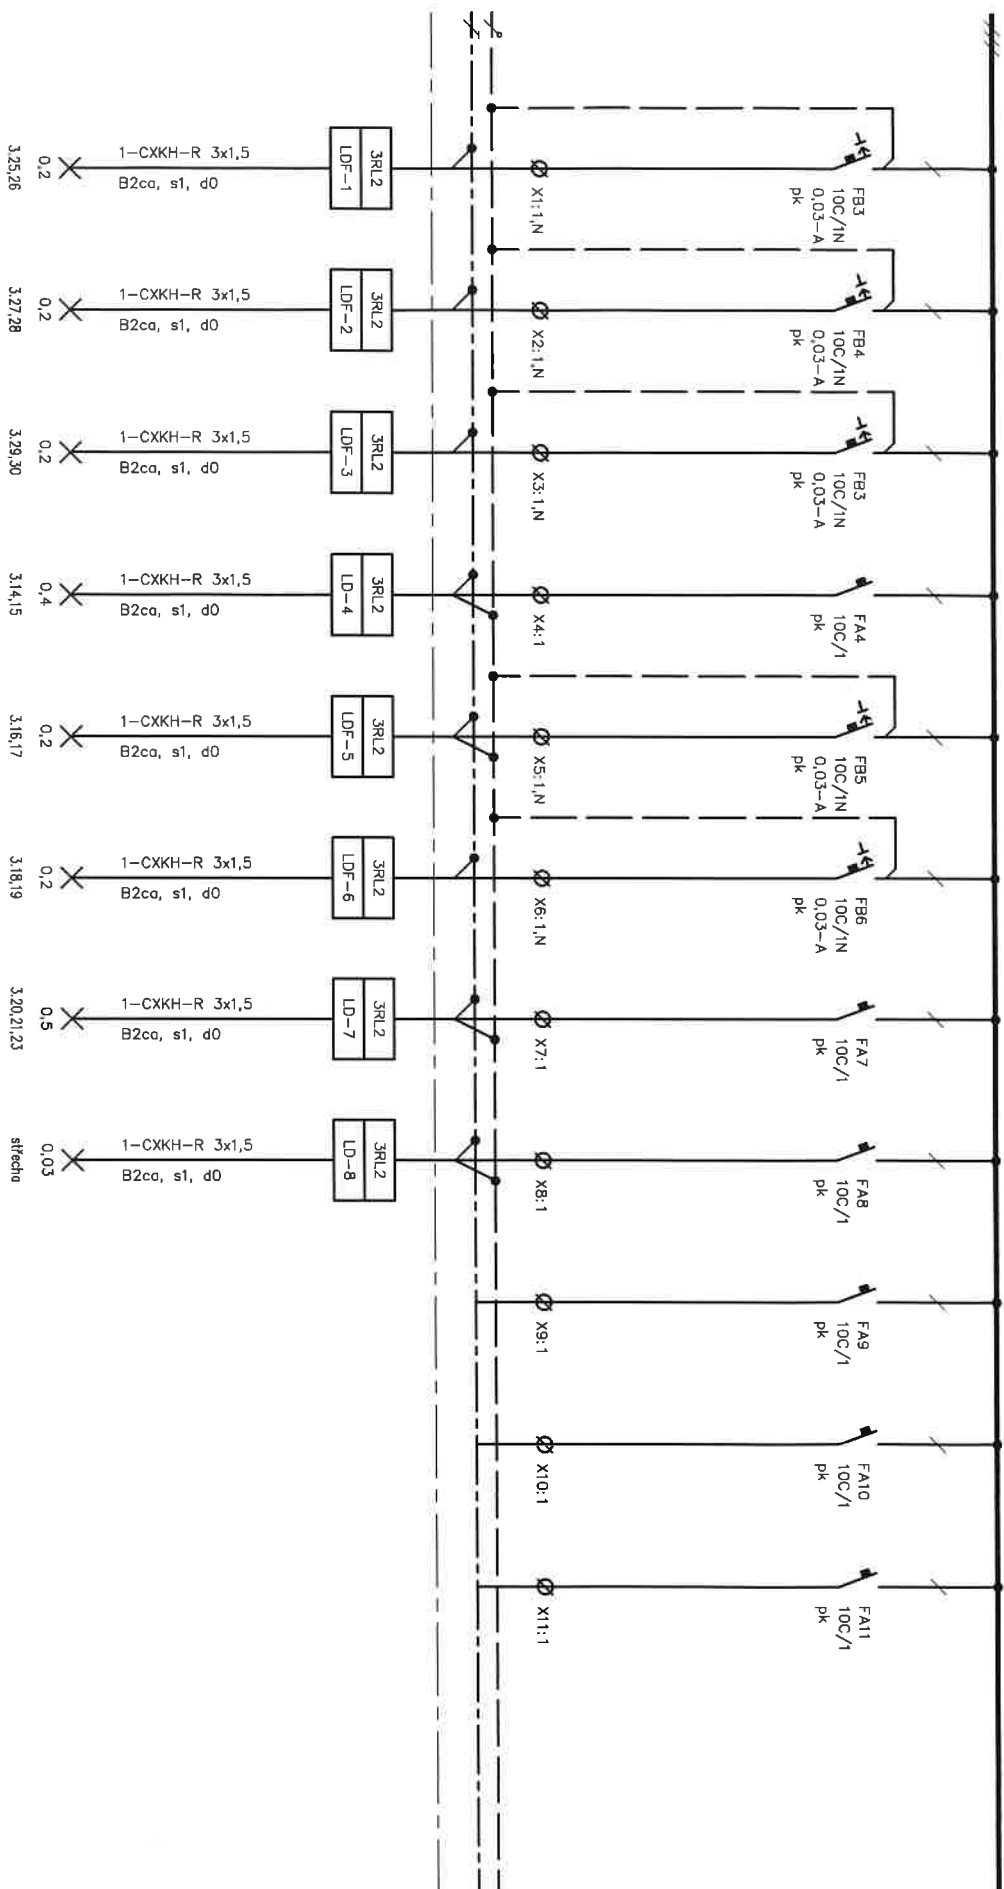 FB3
10C/1N
0,03-A
pk
X1:1,N
3RL2
LDF-1
1-CXKH-R 3x1,5
B2ca, s1, d0
0,2
3.25,26
FB4
10C/1N
0,03-A
pk
X2:1,N
3RL2
LDF-2
1-CXKH-R 3x1,5
B2ca, s1, d0
0,2
3.27,28
FB3
10C/1N
0,03-A
pk
X3:1,N
3RL2
LDF-3
1-CXKH-R 3x1,5
B2ca, s1, d0
0,2
3.29,30
FA4
10C/1
pk
X4:1
3RL2
LD-4
1-CXKH-R 3x1,5
B2ca, s1, d0
0,4
3.14,15
FB5
10C/1N
0,03-A
pk
X5:1,N
3RL2
LDF-5
1-CXKH-R 3x1,5
B2ca, s1, d0
0,2
3.16,17
FB6
10C/1N
0,03-A
pk
X6:1,N
3RL2
LDF-6
1-CXKH-R 3x1,5
B2ca, s1, d0
0,2
3.18,19
FA7
10C/1
pk
X7:1
3RL2
LD-7
1-CXKH-R 3x1,5
B2ca, s1, d0
0,5
3.20,21,23
FA8
10C/1
pk
X8:1
3RL2
LD-8
1-CXKH-R 3x1,5
B2ca, s1, d0
0,03
střecha
FA9
10C/1
pk
X9:1
FA10
10C/1
pk
X10:1
FA11
10C/1
pk
X11:1